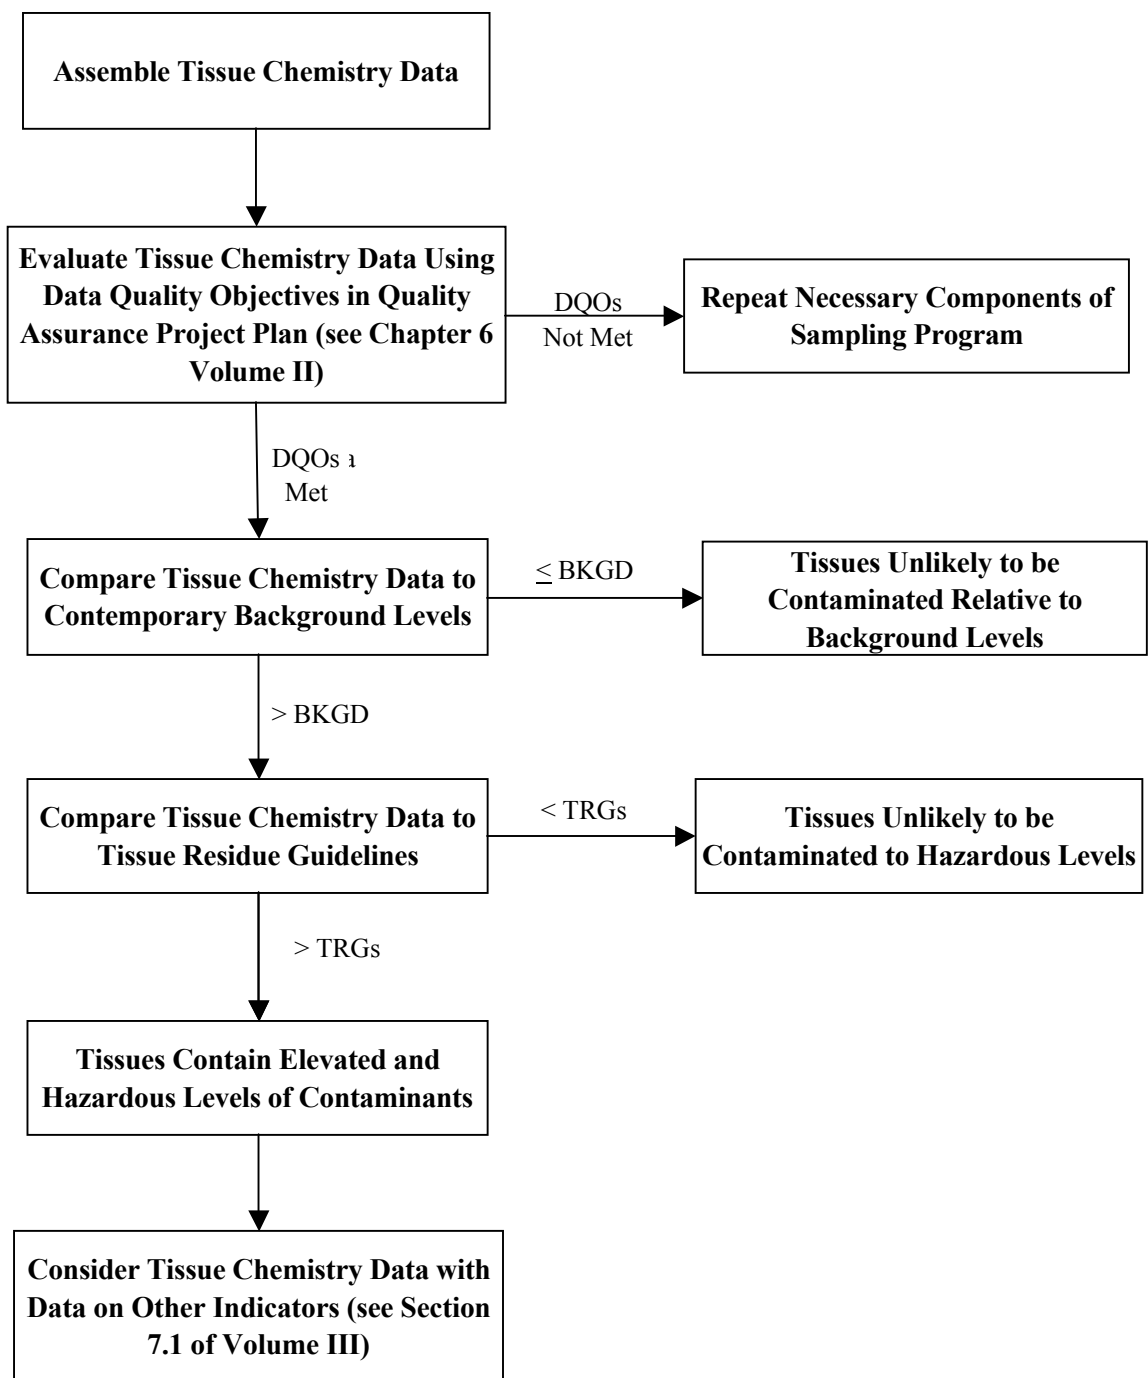 Assemble Tissue Chemistry Data
Evaluate Tissue Chemistry Data Using
Data Quality Objectives in Quality
Assurance Project Plan (see Chapter 6
Volume II)
DQOs
Not Met
Repeat Necessary Components of
Sampling Program
DQOs
Met
Compare Tissue Chemistry Data to
Contemporary Background Levels
≤ BKGD
Tissues Unlikely to be
Contaminated Relative to
Background Levels
> BKGD
Compare Tissue Chemistry Data to
Tissue Residue Guidelines
< TRGs
Tissues Unlikely to be
Contaminated to Hazardous Levels
> TRGs
Tissues Contain Elevated and
Hazardous Levels of Contaminants
Consider Tissue Chemistry Data with
Data on Other Indicators (see Section
7.1 of Volume III)